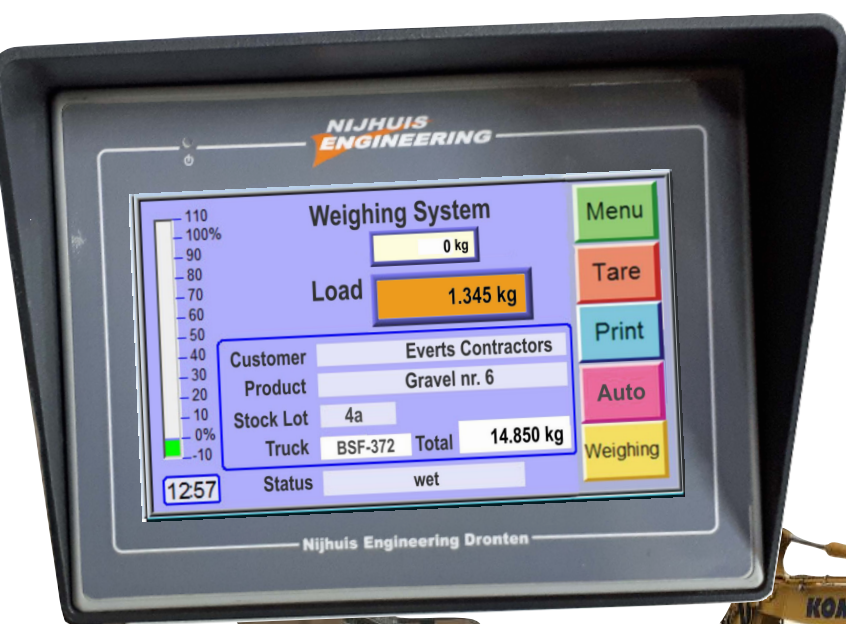 NIJHUIS
ENGINEERING
Weighing System
0 kg
Load 1.345 kg
110
100%
90
80
70
60
50
40
30
20
10
0%
-10
Customer Everts Contractors
Product Gravel nr. 6
Stock Lot 4a
Truck BSF-372 Total 14.850 kg
Status wet
12:57
Menu
Tare
Print
Auto
Weighing
Nijhuis Engineering Dronten